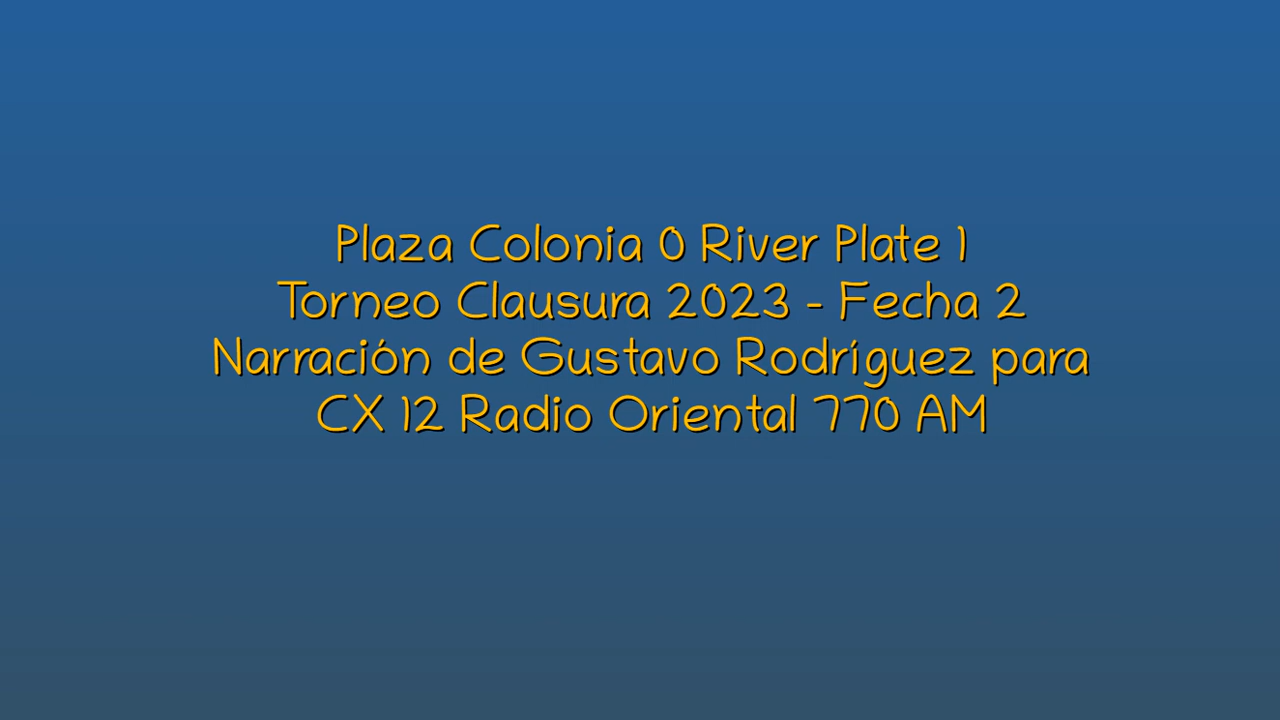 Plaza Colonia 0 River Plate 1
Torneo Clausura 2023 - Fecha 2
Narración de Gustavo Rodríguez para
CX 12 Radio Oriental 770 AM